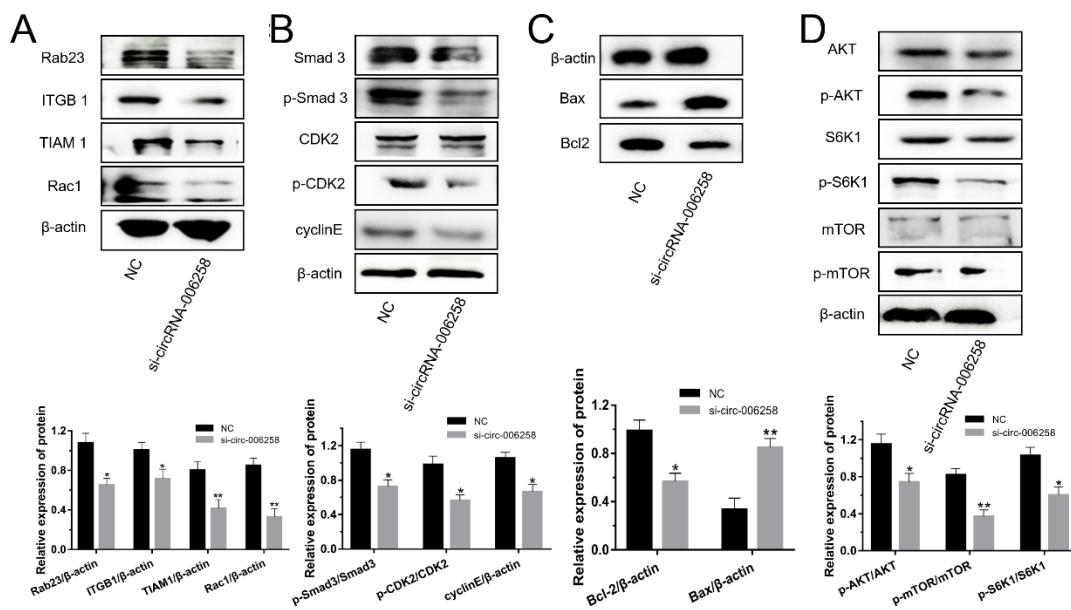 A
Rab23
ITGB 1
TIAM 1
Rac1
β-actin
NC
si-circRNA-006258
B
Smad 3
p-Smad 3
CDK2
p-CDK2
cyclinE
β-actin
NC
si-circRNA-006258
C
β-actin
Bax
Bcl2
NC
si-circRNA-006258
D
AKT
p-AKT
S6K1
p-S6K1
mTOR
p-mTOR
β-actin
NC
si-circRNA-006258
Relative expression of protein
1.2
0.9
0.6
0.3
0.0
NC
si-circ-006258
*
*
**
**
Rab23/β-actin
ITGB1/β-actin
TIAM1/β-actin
Rac1/β-actin
Relative expression of protein
1.2
0.8
0.4
0.0
NC
si-circ-006258
*
*
*
p-Smad3/Smad3
p-CDK2/CDK2
cyclinE/β-actin
Relative expression of protein
1.2
0.8
0.4
0.0
NC
si-circ-006258
*
**
Bcl-2/β-actin
Bax/β-actin
Relative expression of protein
1.2
0.8
0.4
0.0
NC
si-circ-006258
*
**
*
p-AKT/AKT
p-mTOR/mTOR
p-S6K1/S6K1